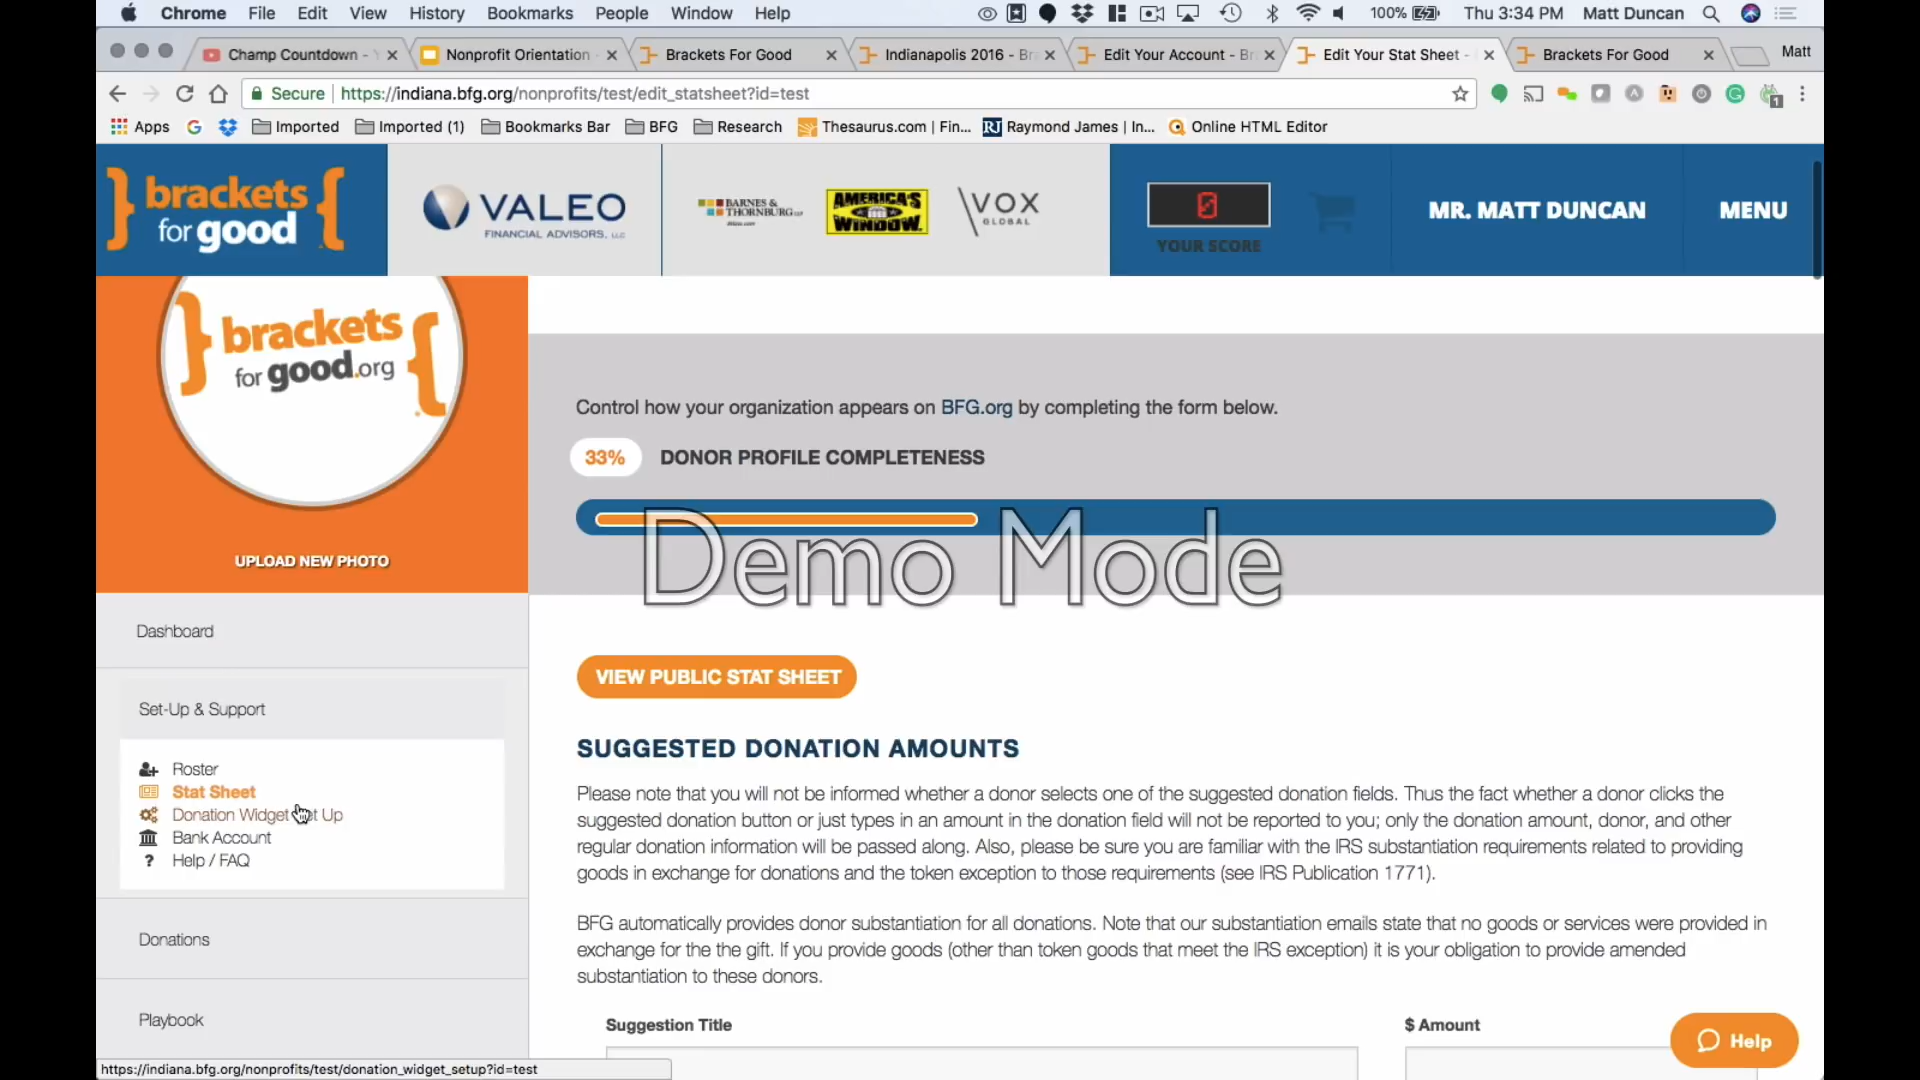 Chrome File Edit View History Bookmarks People Window Help 100% Thu 3:34 PM Matt Duncan
Champ Countdown - Nonprofit Orientation Brackets For Good Indianapolis 2016 - Bra Edit Your Account - Br Edit Your Stat Sheet - Brackets For Good Matt
Secure https://indiana.bfg.org/nonprofits/test/edit_statsheet?id=test
Apps Imported Imported (1) Bookmarks Bar BFG Research Thesaurus.com | Fin... RJ Raymond James | In... Online HTML Editor
brackets
for good
VALEO
FINANCIAL ADVISORS, LLC
BARNES &
THORNBURG LLP
AMERICA'S
WINDOW.
VOX
GLOBAL
YOUR SCORE
MR. MATT DUNCAN
MENU
brackets
for good.org
UPLOAD NEW PHOTO
Dashboard
Set-Up & Support
Roster
Stat Sheet
Donation Widget Set Up
Bank Account
? Help / FAQ
Donations
Playbook
Control how your organization appears on BFG.org by completing the form below.
33% DONOR PROFILE COMPLETENESS
Demo Mode
VIEW PUBLIC STAT SHEET
SUGGESTED DONATION AMOUNTS
Please note that you will not be informed whether a donor selects one of the suggested donation fields. Thus the fact whether a donor clicks the
suggested donation button or just types in an amount in the donation field will not be reported to you; only the donation amount, donor, and other
regular donation information will be passed along. Also, please be sure you are familiar with the IRS substantiation requirements related to providing
goods in exchange for donations and the token exception to those requirements (see IRS Publication 1771).
BFG automatically provides donor substantiation for all donations. Note that our substantiation emails state that no goods or services were provided in
exchange for the the gift. If you provide goods (other than token goods that meet the IRS exception) it is your obligation to provide amended
substantiation to these donors.
Suggestion Title $ Amount
Help
https://indiana.bfg.org/nonprofits/test/donation_widget_setup?id=test